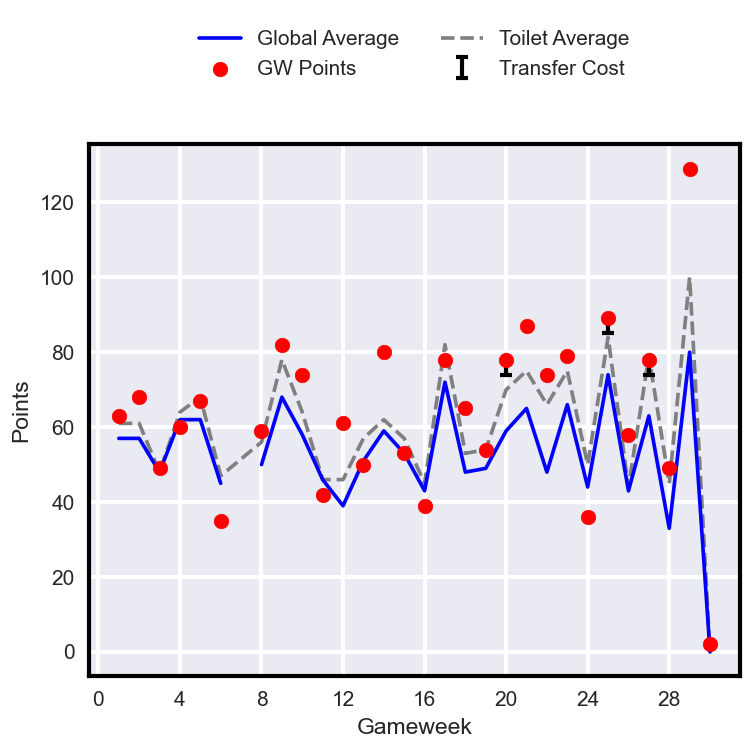 Global Average
Toilet Average
GW Points
Transfer Cost
120
100
80
60
40
20
0
Points
0 4 8 12 16 20 24 28
Gameweek